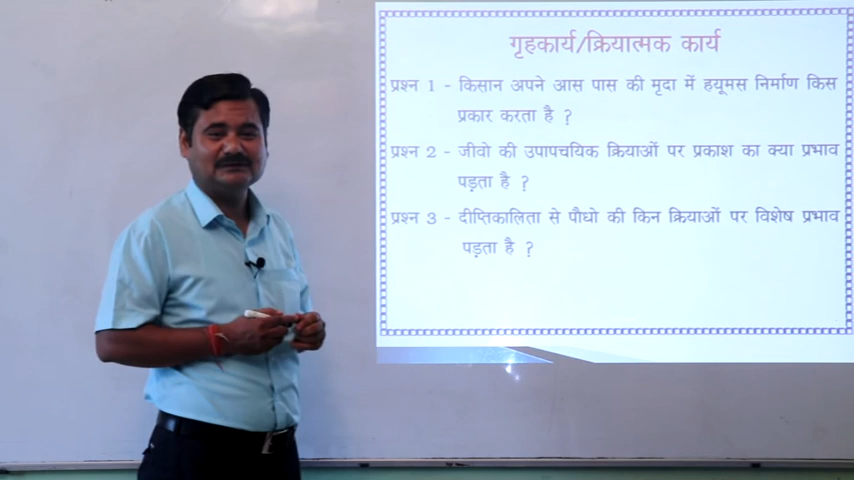 गृहकार्य/क्रियात्मक कार्य
प्रश्न 1 - किसान अपने आस पास की मृदा में हयूमस निर्माण किस
प्रकार करता है ?
प्रश्न 2 - जीवो की उपापचयिक क्रियाओं पर प्रकाश का क्या प्रभाव
पड़ता है ?
प्रश्न 3 - दीप्तिकालिता से पौधो की किन क्रियाओं पर विशेष प्रभाव
पड़ता है ?